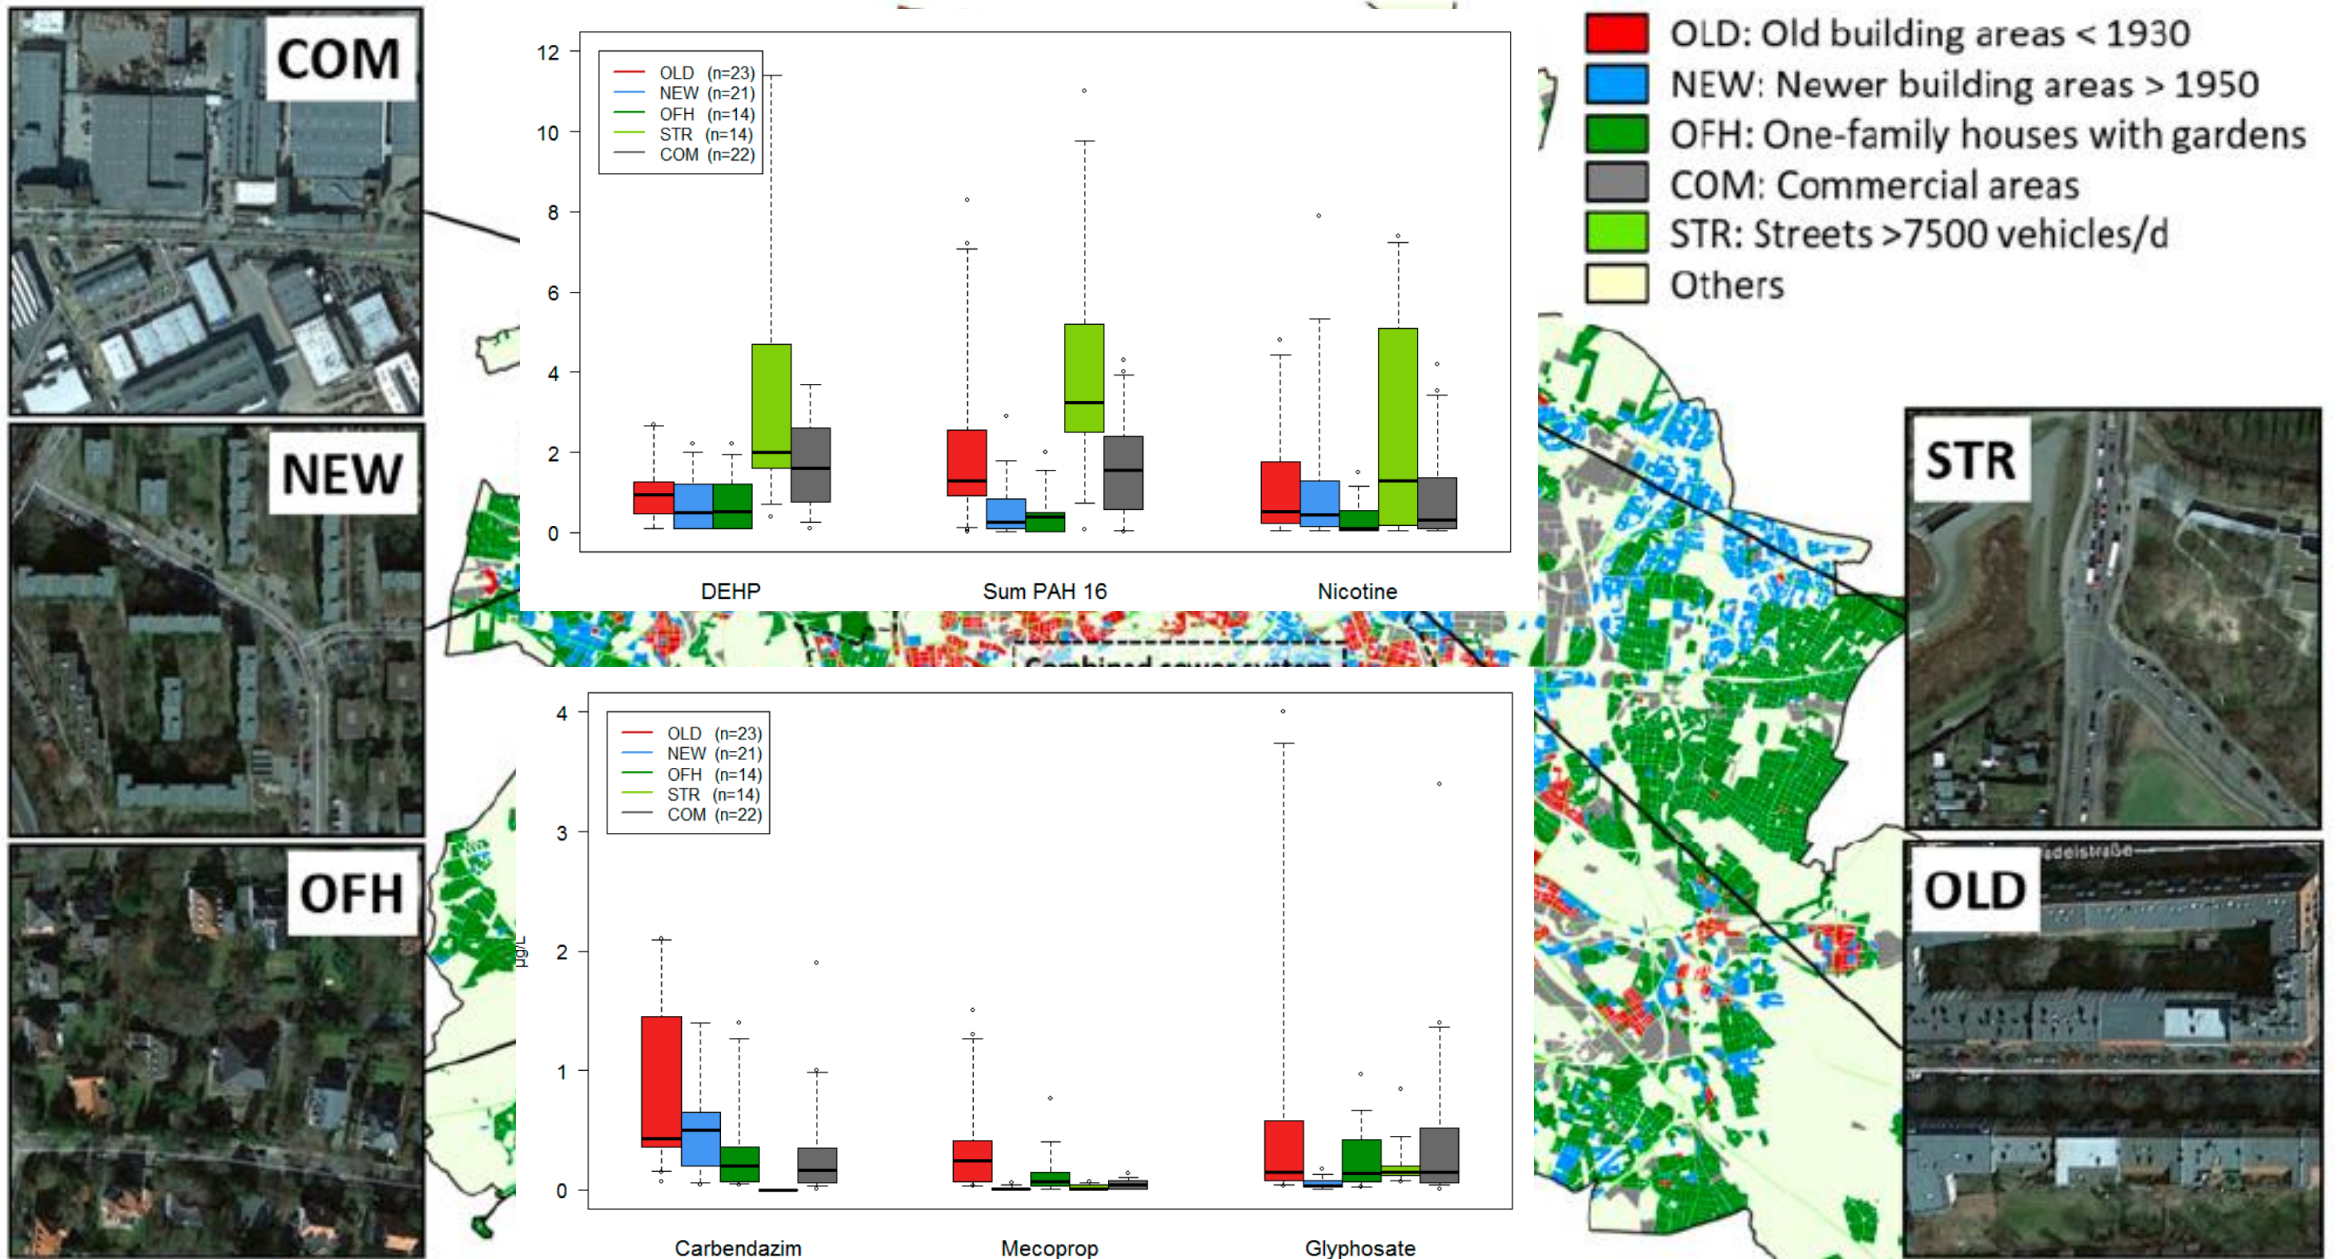 COM
NEW
OFH
12
10
8
6
4
2
0
OLD (n=23)
NEW (n=21)
OFH (n=14)
STR (n=14)
COM (n=22)
DEHP
Sum PAH 16
Nicotine
Combined sewer system
4
3
2
1
0
µg/L
OLD (n=23)
NEW (n=21)
OFH (n=14)
STR (n=14)
COM (n=22)
Carbendazim
Mecoprop
Glyphosate
OLD: Old building areas < 1930
NEW: Newer building areas > 1950
OFH: One-family houses with gardens
COM: Commercial areas
STR: Streets >7500 vehicles/d
Others
STR
OLD